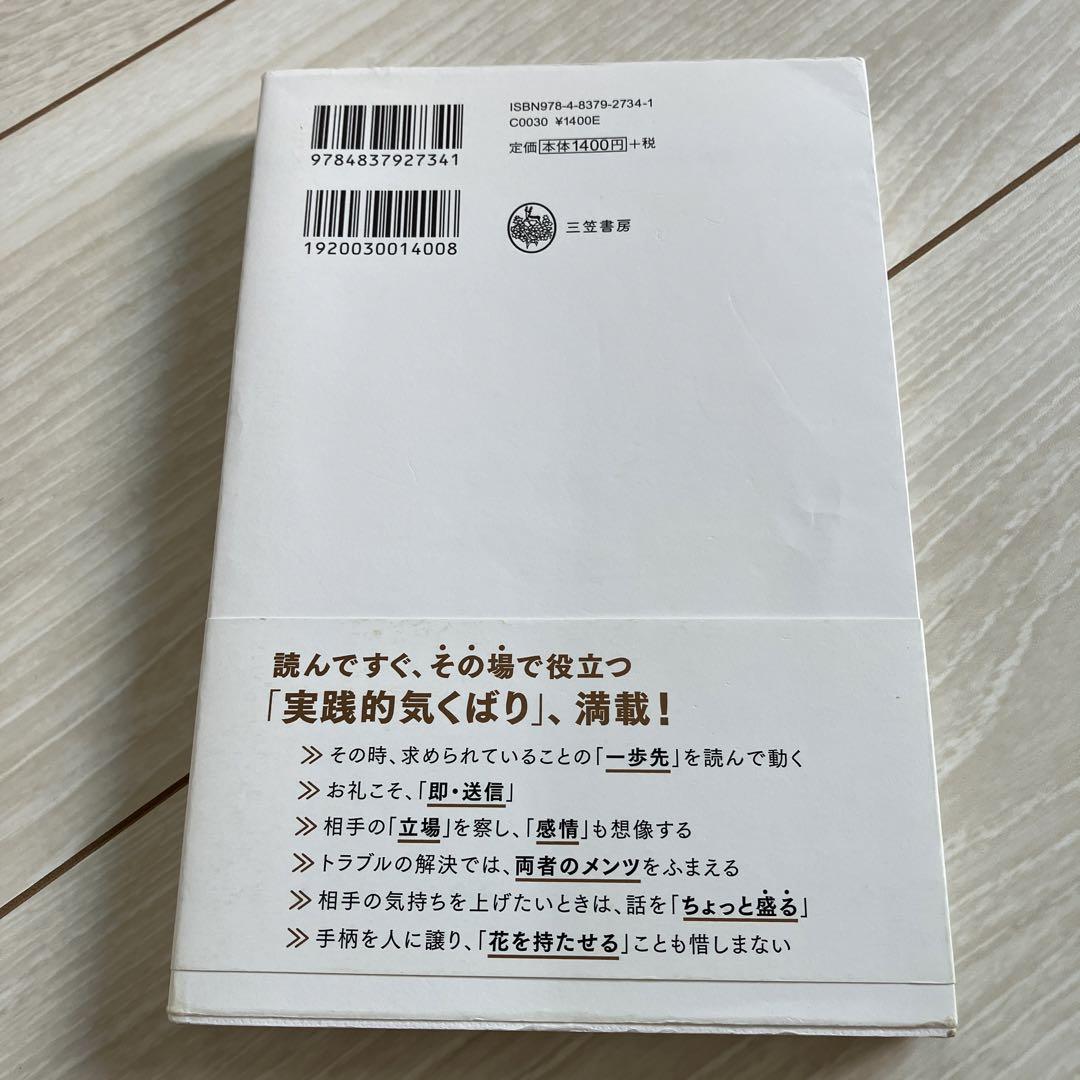 ISBN978-4-8379-2734-1
C0030 ¥1400E
定価 本体1400円+税
9784837927341
1920030014008
三笠書房
読んですぐ、その場で役立つ
「実践的気くばり」、満載!
≫ その時、求められていることの「一歩先」を読んで動く
≫ お礼こそ、「即・送信」
≫ 相手の「立場」を察し、「感情」も想像する
≫ トラブルの解決では、両者のメンツをふまえる
≫ 相手の気持ちを上げたいときは、話を「ちょっと盛る」
≫ 手柄を人に譲り、「花を持たせる」ことも惜しまない